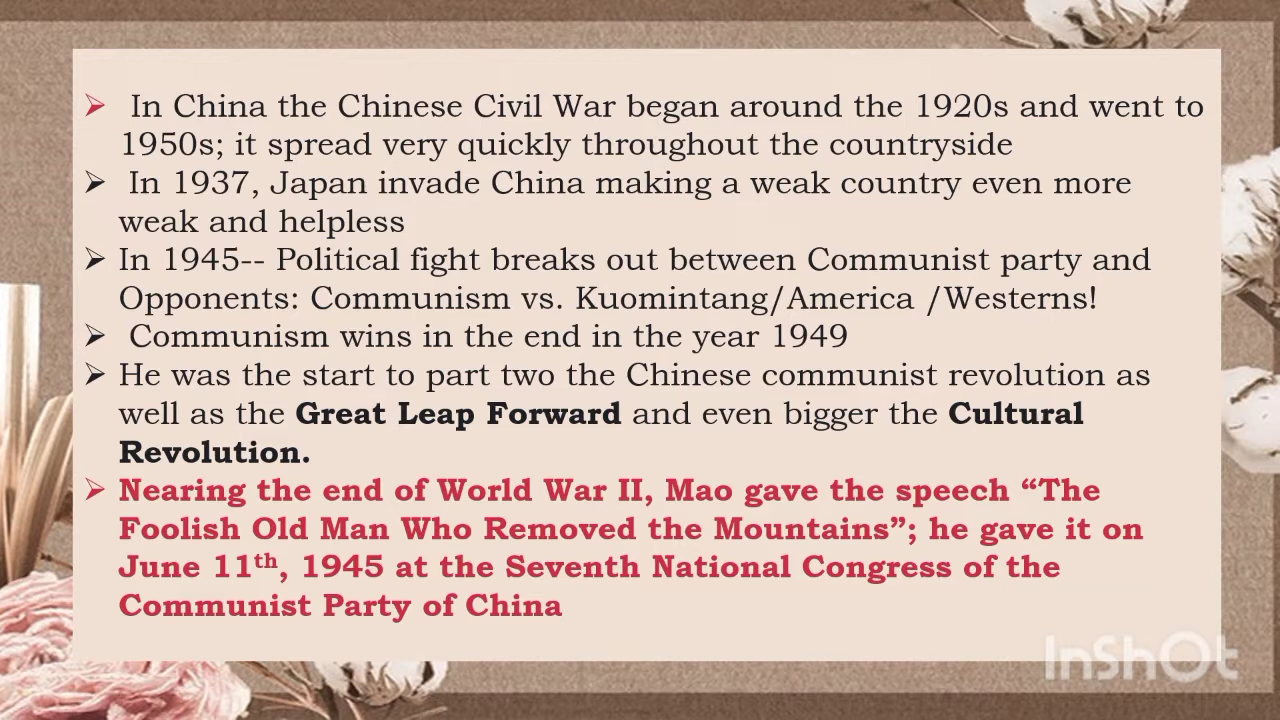 ➢ In China the Chinese Civil War began around the 1920s and went to
1950s; it spread very quickly throughout the countryside
➢ In 1937, Japan invade China making a weak country even more
weak and helpless
➢ In 1945-- Political fight breaks out between Communist party and
Opponents: Communism vs. Kuomintang/America /Westerns!
➢ Communism wins in the end in the year 1949
➢ He was the start to part two the Chinese communist revolution as
well as the Great Leap Forward and even bigger the Cultural
Revolution.
➢ Nearing the end of World War II, Mao gave the speech “The
Foolish Old Man Who Removed the Mountains”; he gave it on
June 11th, 1945 at the Seventh National Congress of the
Communist Party of China
InShOt